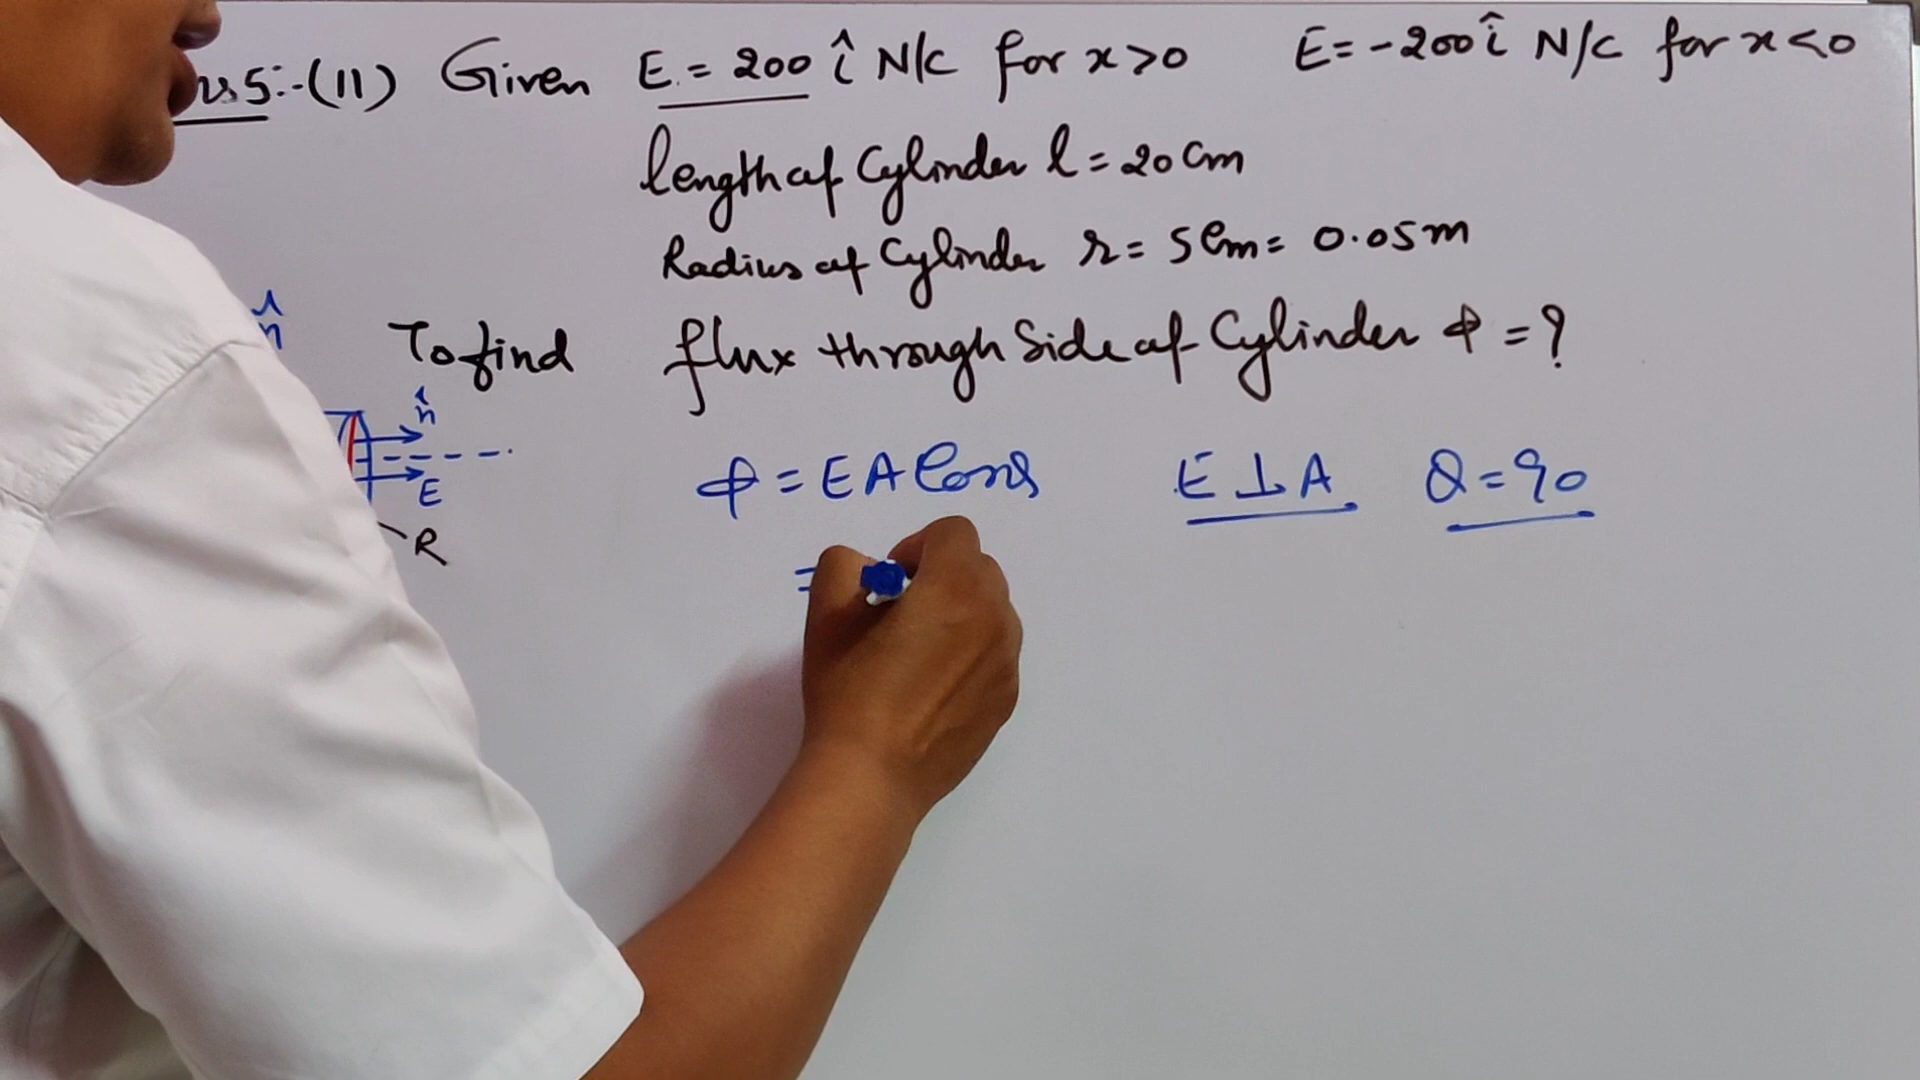 5:-(11) Given E = 200 î N/C for x>0 E = -200 î N/C for x<0
length of Cylinder l = 20 cm
Radius of Cylinder r = 5 cm = 0.05 m
To find flux through Side of Cylinder Φ = ?
n̂
n̂
E
R
Φ = EA Cosθ E ⊥ A θ = 90
=